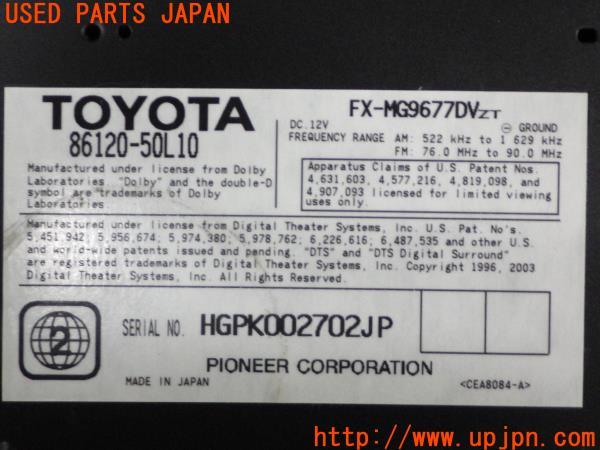 USED PARTS JAPAN
TOYOTA
86120-50L10
FX-MG9677DVZT
DC.12V ⊖ GROUND
FREQUENCY RANGE AM: 522 kHz to 1 629 kHz
FM: 76.0 MHz to 90.0 MHz
Manufactured under license from Dolby
Laboratories. "Dolby" and the double-D
symbol are trademarks of Dolby
Laboratories.
Apparatus Claims of U.S. Patent Nos.
4,631,603, 4,577,216, 4,819,098, and
4,907,093 licensed for limited viewing
uses only.
Manufactured under license from Digital Theater Systems, Inc. U.S. Pat. No's.
5,451,942; 5,956,674; 5,974,380; 5,978,762; 6,226,616; 6,487,535 and other U.S.
and world-wide patents issued and pending. "DTS" and "DTS Digital Surround"
are registered trademarks of Digital Theater Systems, Inc. Copyright 1996, 2003
Digital Theater Systems, Inc. All Rights Reserved.
2
SERIAL NO. HGPK002702JP
PIONEER CORPORATION
MADE IN JAPAN
<CEA8084-A>
UPJ http://www.upjpn.com/